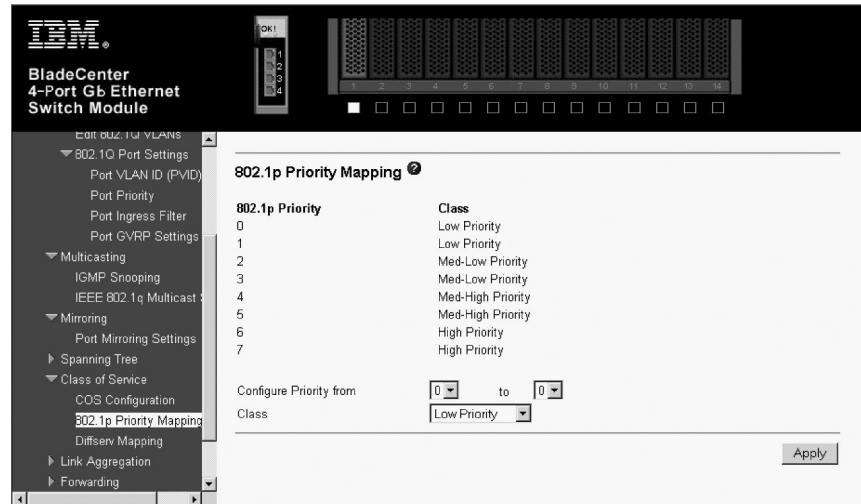 IBM.
BladeCenter
4-Port Gb Ethernet
Switch Module
OK!
1
2
3
4
1 2 3 4 5 6 7 8 9 10 11 12 13 14
Edit 802.1Q VLANs
802.1Q Port Settings
Port VLAN ID (PVID)
Port Priority
Port Ingress Filter
Port GVRP Settings
Multicasting
IGMP Snooping
IEEE 802.1q Multicast
Mirroring
Port Mirroring Settings
Spanning Tree
Class of Service
COS Configuration
802.1p Priority Mapping
Diffserv Mapping
Link Aggregation
Forwarding
802.1p Priority Mapping ?
802.1p Priority Class
0 Low Priority
1 Low Priority
2 Med-Low Priority
3 Med-Low Priority
4 Med-High Priority
5 Med-High Priority
6 High Priority
7 High Priority
Configure Priority from 0 to 0
Class Low Priority
Apply